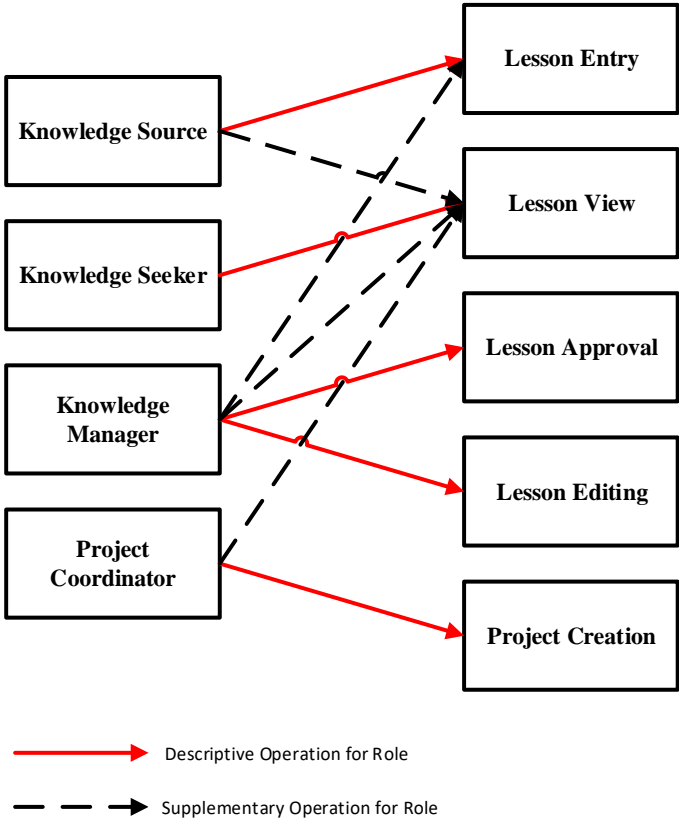 Lesson Entry
Knowledge Source
Lesson View
Knowledge Seeker
Lesson Approval
Knowledge
Manager
Lesson Editing
Project
Coordinator
Project Creation
Descriptive Operation for Role
Supplementary Operation for Role